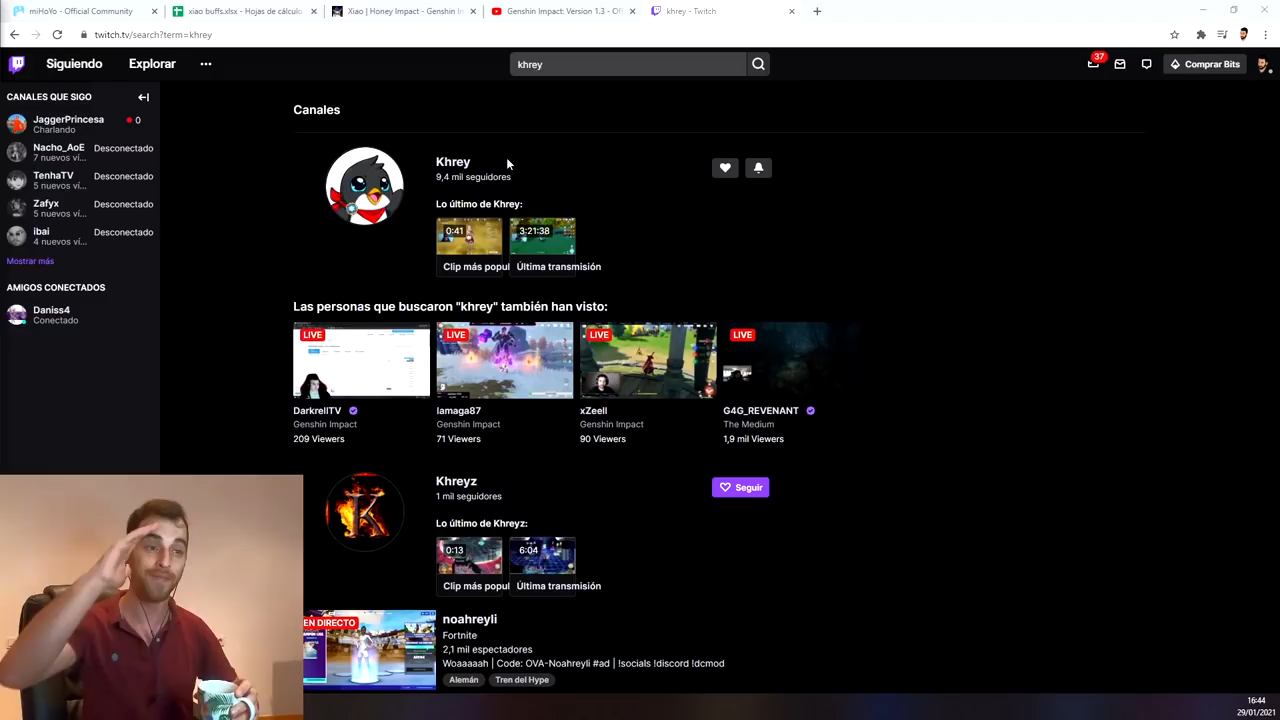 miHoYo - Official Community
xiao buffs.xlsx - Hojas de cálculo
Xiao | Honey Impact - Genshin Im
Genshin Impact: Version 1.3 - Ofi
khrey - Twitch
twitch.tv/search?term=khrey
Siguiendo
Explorar
khrey
37
Comprar Bits
CANALES QUE SIGO
JaggerPrincesa
0
Charlando
Nacho_AoE
Desconectado
7 nuevos ví...
TenhaTV
Desconectado
5 nuevos ví...
Zafyx
Desconectado
5 nuevos ví...
ibai
Desconectado
4 nuevos ví...
Mostrar más
AMIGOS CONECTADOS
Daniss4
Conectado
Canales
Khrey
9,4 mil seguidores
Lo último de Khrey:
0:41
3:21:38
Clip más popul
Última transmisión
Las personas que buscaron "khrey" también han visto:
LIVE
LIVE
LIVE
LIVE
DarkrellTV
Genshin Impact
209 Viewers
lamaga87
Genshin Impact
71 Viewers
xZeell
Genshin Impact
90 Viewers
G4G_REVENANT
The Medium
1,9 mil Viewers
Khreyz
1 mil seguidores
Seguir
Lo último de Khreyz:
0:13
6:04
Clip más popul
Última transmisión
EN DIRECTO
noahreyli
Fortnite
2,1 mil espectadores
Woaaaaah | Code: OVA-Noahreyli #ad | !socials !discord !dcmod
Alemán
Tren del Hype
16:44
29/01/2021